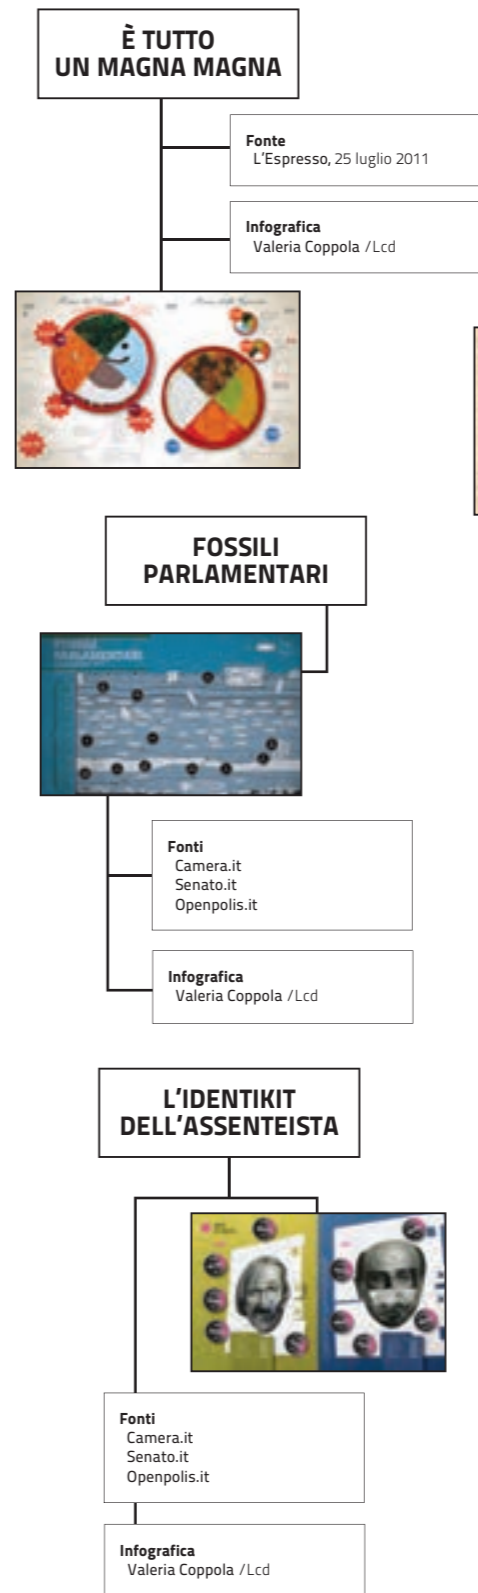 È TUTTO
UN MAGNA MAGNA
Fonte
L'Espresso, 25 luglio 2011
Infografica
Valeria Coppola /Lcd
FOSSILI
PARLAMENTARI
FOSSILI
PARLAMENTARI
Fonti
Camera.it
Senato.it
Openpolis.it
Infografica
Valeria Coppola /Lcd
L'IDENTIKIT
DELL'ASSENTEISTA
Fonti
Camera.it
Senato.it
Openpolis.it
Infografica
Valeria Coppola /Lcd